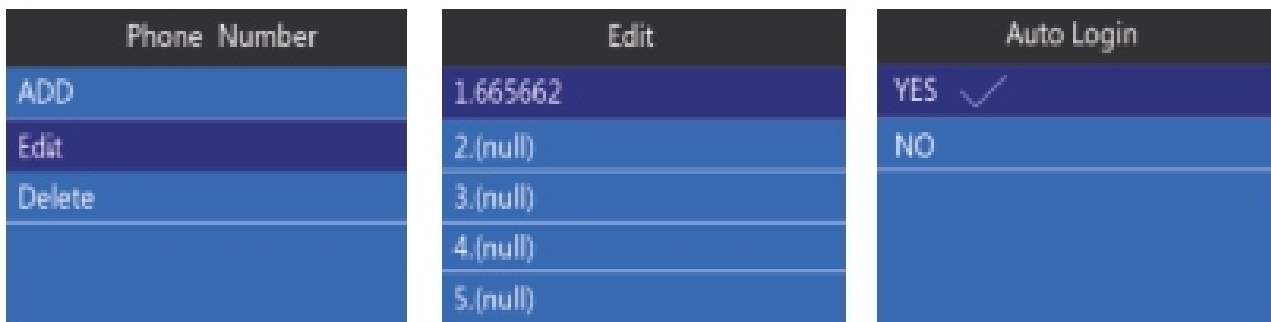 Phone Number
ADD
Edit
Delete
Edit
1.665662
2.(null)
3.(null)
4.(null)
5.(null)
Auto Login
YES
NO